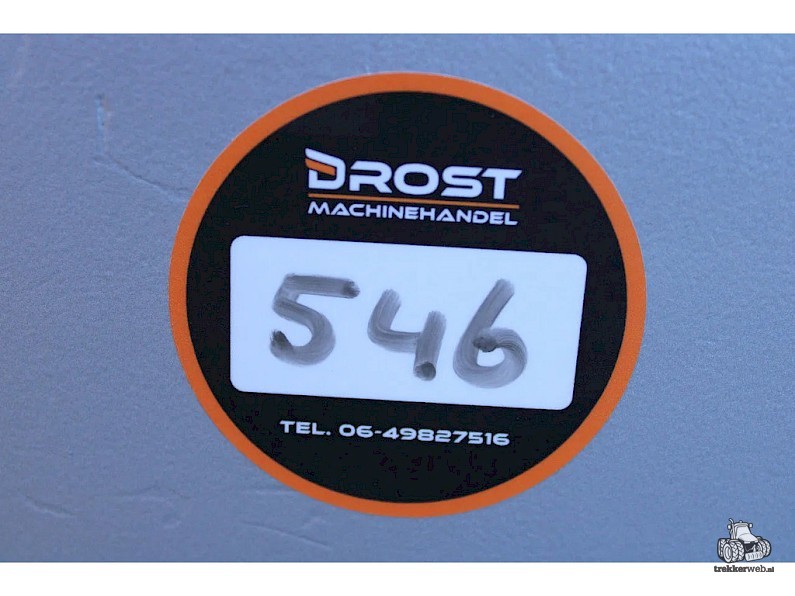 DROST
MACHINEHANDEL
546
TEL. 06-49827516
trekkerweb.nl